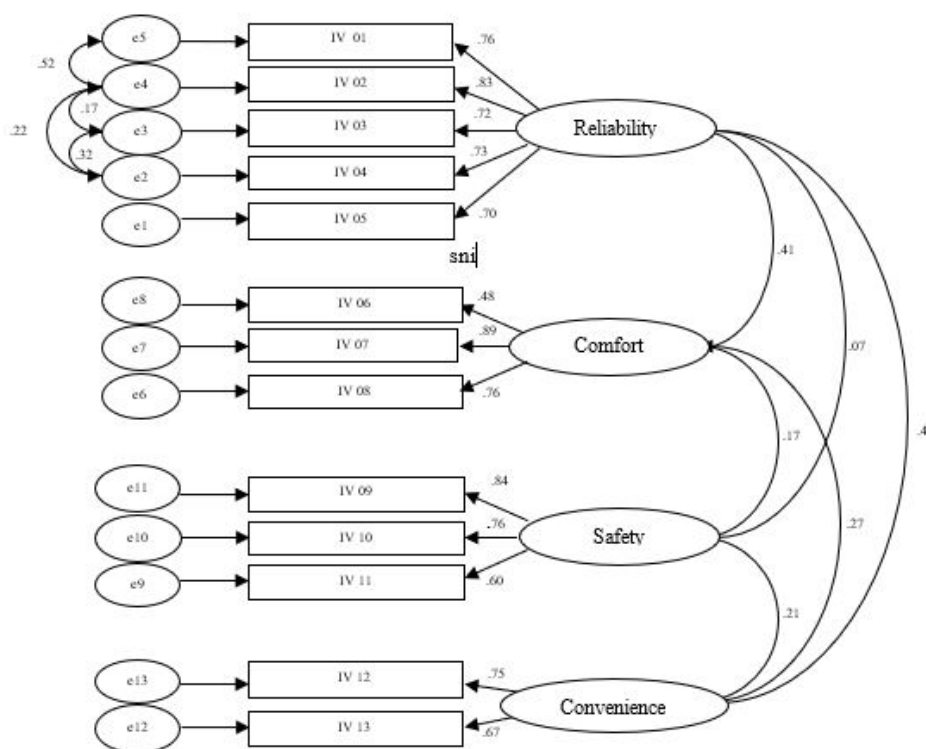 e5
IV 01
.76
.52
e4
IV 02
.83
.17
e3
IV 03
.72
Reliability
.22
.32
e2
IV 04
.73
e1
IV 05
.70
sni
.41
e8
IV 06
.48
e7
IV 07
.89
Comfort
.07
e6
IV 08
.76
.4
.17
e11
IV 09
.84
e10
IV 10
.76
Safety
.27
e9
IV 11
.60
.21
e13
IV 12
.75
Convenience
e12
IV 13
.67